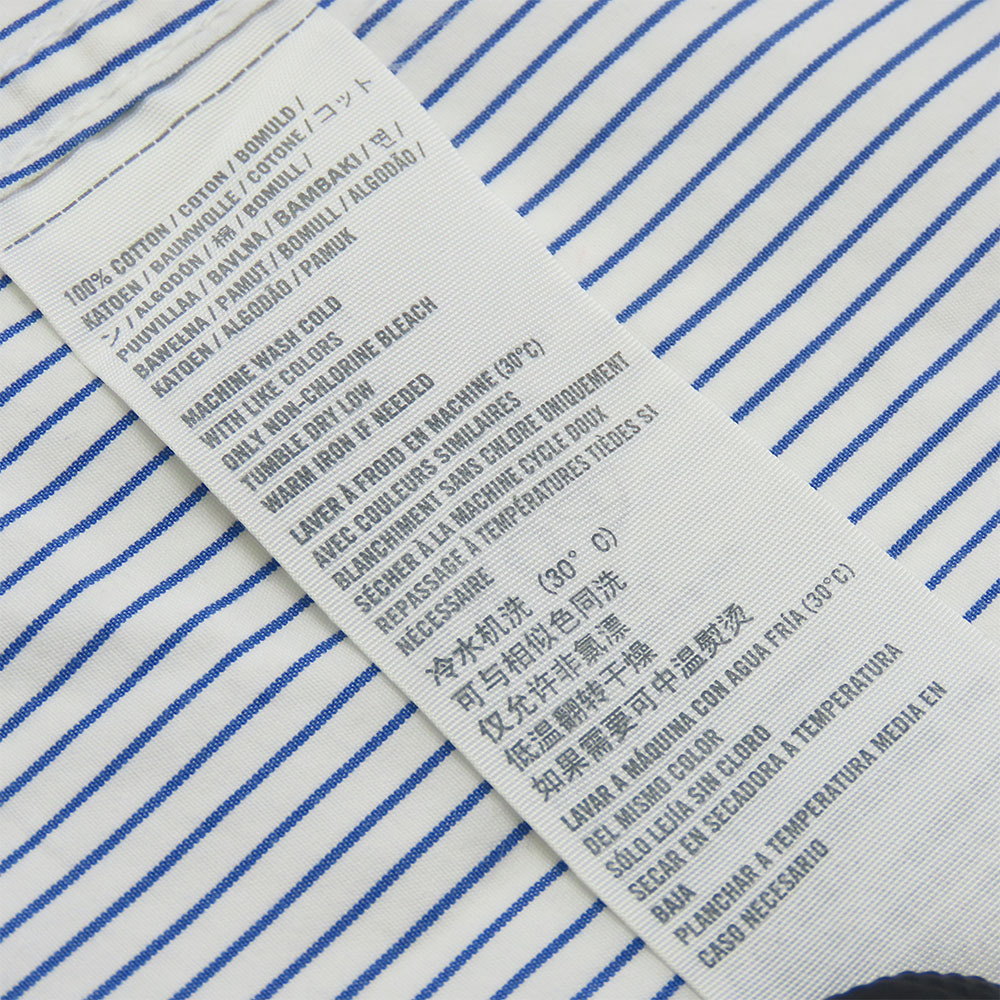 100% COTTON / COTON / BOMULD /
KATOEN / BAUMWOLLE / COTONE / コット
ン / ALGODÓN / 棉 / BOMULL /
PUUVILLAA / BAVLNA / BAMBAKI / 면 /
BAWEŁNA / PAMUT / BOMULL / ALGODÃO /
KATOEN / ALGODÃO / PAMUK
MACHINE WASH COLD
WITH LIKE COLORS
ONLY NON-CHLORINE BLEACH
TUMBLE DRY LOW
WARM IRON IF NEEDED
LAVER À FROID EN MACHINE (30°C)
AVEC COULEURS SIMILAIRES
BLANCHIMENT SANS CHLORE UNIQUEMENT
SÉCHER À LA MACHINE CYCLE DOUX
REPASSAGE À TEMPÉRATURES TIÈDES SI
NÉCESSAIRE
冷水机洗 (30° C)
可与相似色同洗
仅允许非氯漂
低温翻转干燥
如果需要可中温熨烫
LAVAR A MÁQUINA CON AGUA FRÍA (30°C)
DEL MISMO COLOR
SÓLO LEJÍA SIN CLORO
SECAR EN SECADORA A TEMPERATURA
BAJA
PLANCHAR A TEMPERATURA MEDIA EN
CASO NECESARIO